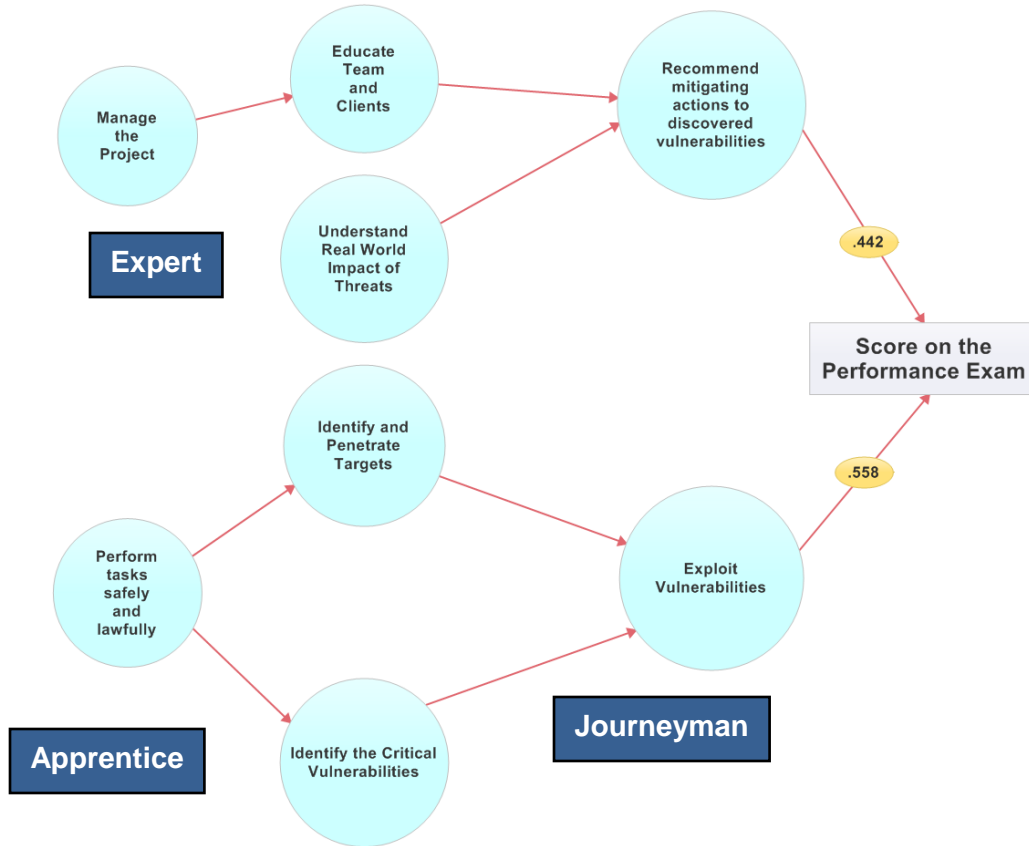 Educate
Team
and
Clients
Recommend
mitigating
actions to
discovered
vulnerabilities
Manage
the
Project
Understand
Real World
Impact of
Threats
Expert
.442
Score on the
Performance Exam
Identify and
Penetrate
Targets
.558
Perform
tasks
safely
and
lawfully
Exploit
Vulnerabilities
Journeyman
Apprentice
Identify the Critical
Vulnerabilities